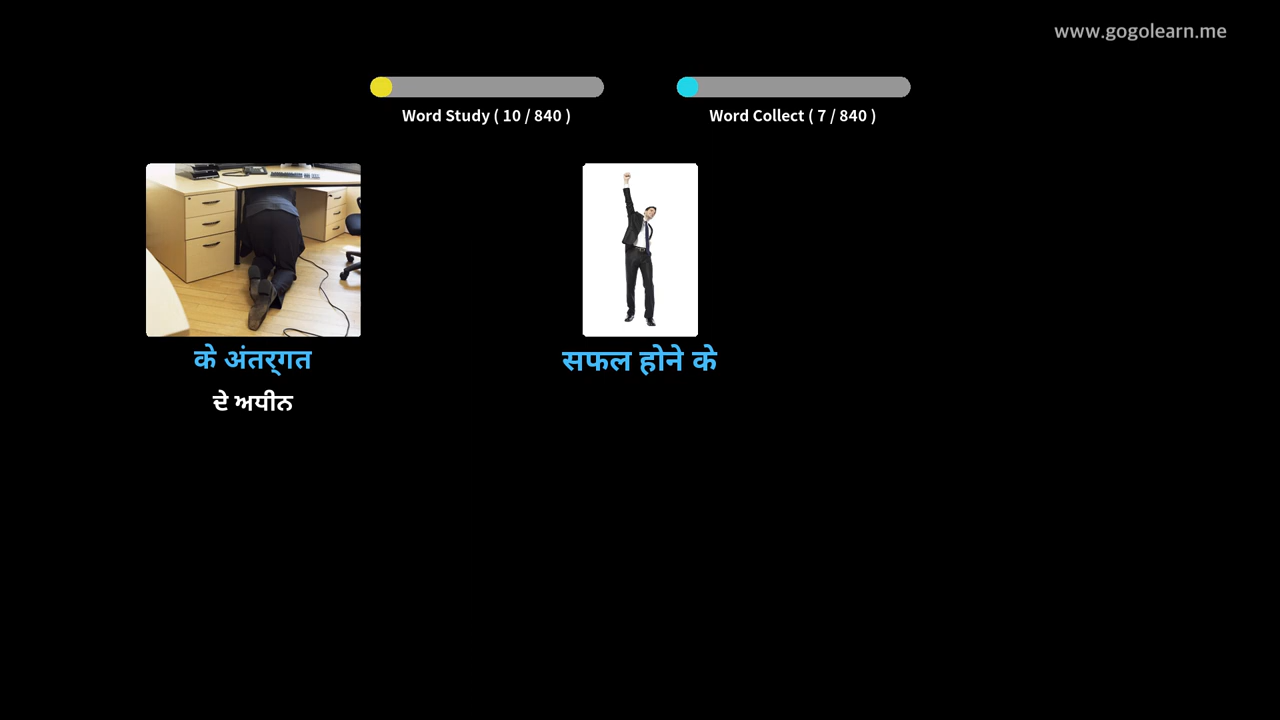 www.gogolearn.me
Word Study ( 10 / 840 )
Word Collect ( 7 / 840 )
के अंतर्गत
ਦੇ ਅਧੀਨ
सफल होने के